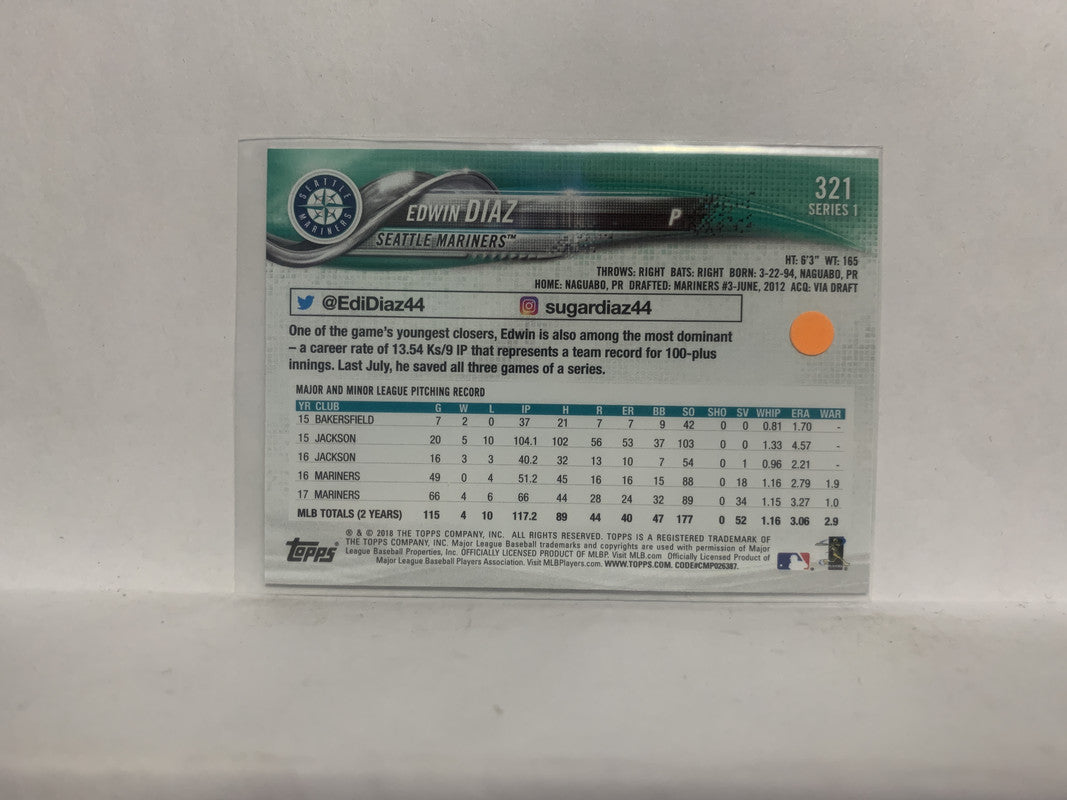 SEATTLE MARINERS
EDWIN DIAZ P
321
SERIES 1
SEATTLE MARINERS™
HT: 6'3" WT: 165
THROWS: RIGHT BATS: RIGHT BORN: 3-22-94, NAGUABO, PR
HOME: NAGUABO, PR DRAFTED: MARINERS #3-JUNE, 2012 ACQ: VIA DRAFT
@EdiDiaz44 sugardiaz44
One of the game's youngest closers, Edwin is also among the most dominant
– a career rate of 13.54 Ks/9 IP that represents a team record for 100-plus
innings. Last July, he saved all three games of a series.
MAJOR AND MINOR LEAGUE PITCHING RECORD
YR CLUB G W L IP H R ER BB SO SHO SV WHIP ERA WAR
15 BAKERSFIELD 7 2 0 37 21 7 7 9 42 0 0 0.81 1.70 -
15 JACKSON 20 5 10 104.1 102 56 53 37 103 0 0 1.33 4.57 -
16 JACKSON 16 3 3 40.2 32 13 10 7 54 0 1 0.96 2.21 -
16 MARINERS 49 0 4 51.2 45 16 16 15 88 0 18 1.16 2.79 1.9
17 MARINERS 66 4 6 66 44 28 24 32 89 0 34 1.15 3.27 1.0
MLB TOTALS (2 YEARS) 115 4 10 117.2 89 44 40 47 177 0 52 1.16 3.06 2.9
Topps
® & © 2018 THE TOPPS COMPANY, INC. ALL RIGHTS RESERVED. TOPPS IS A REGISTERED TRADEMARK OF
THE TOPPS COMPANY, INC. Major League Baseball trademarks and copyrights are used with permission of Major
League Baseball Properties, Inc. OFFICIALLY LICENSED PRODUCT OF MLBP. Visit MLB.com Officially Licensed Product of
Major League Baseball Players Association. Visit MLBPlayers.com. WWW.TOPPS.COM. CODE#CMP026387.